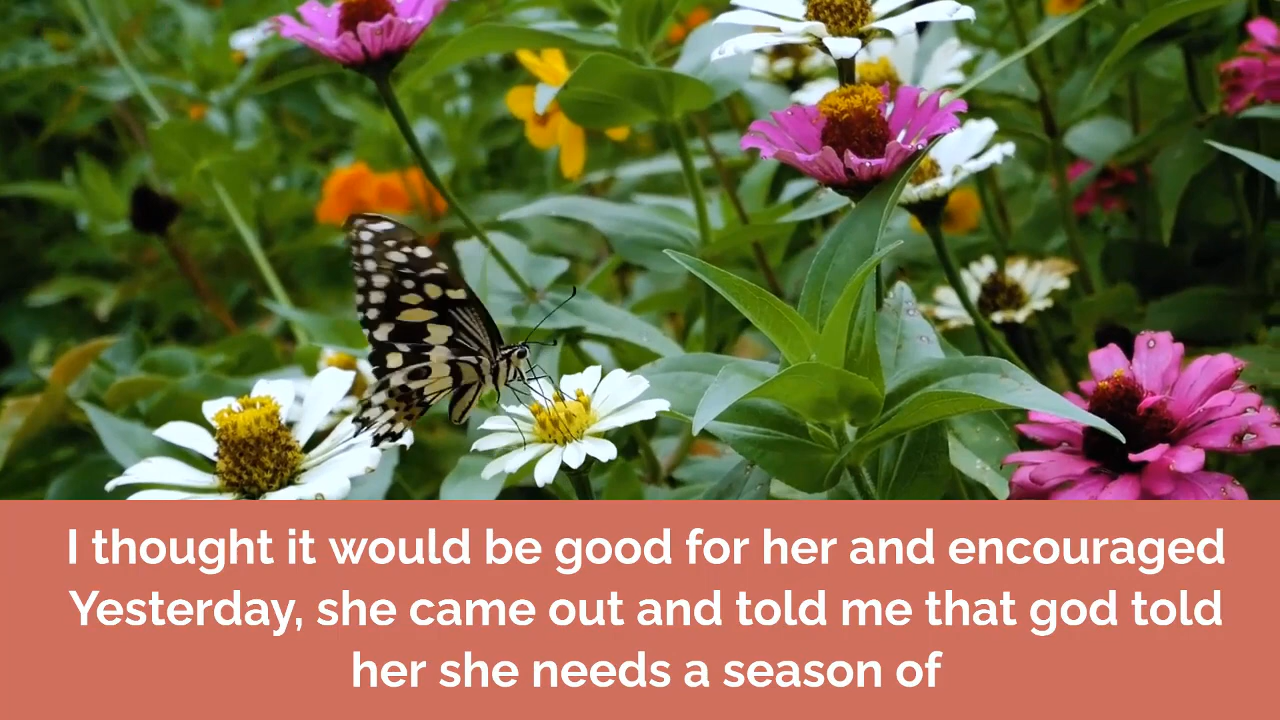 I thought it would be good for her and encouraged
Yesterday, she came out and told me that god told
her she needs a season of